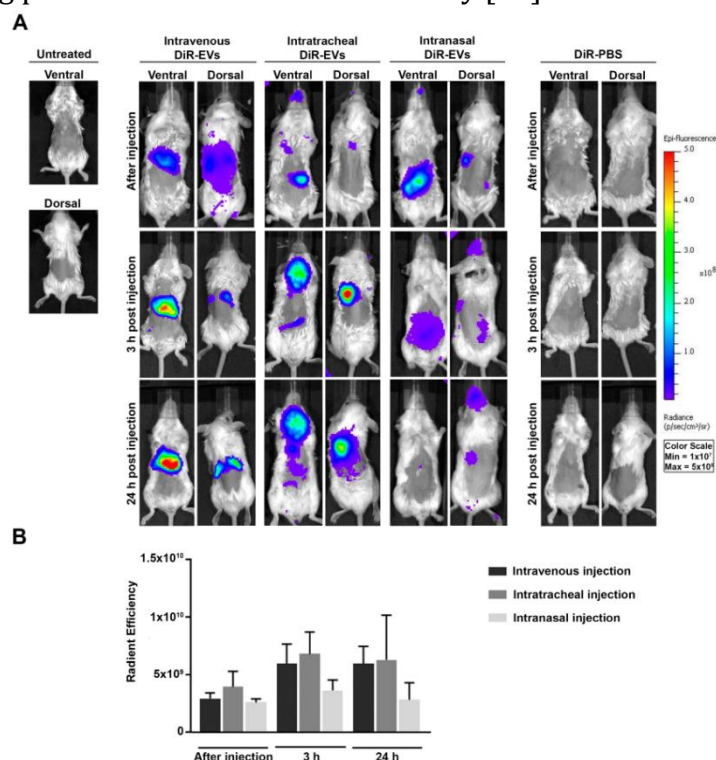 A
Untreated
Ventral
Dorsal
Intravenous
DiR-EVs
Ventral Dorsal
Intratracheal
DiR-EVs
Ventral Dorsal
Intranasal
DiR-EVs
Ventral Dorsal
DiR-PBS
Ventral Dorsal
After injection
3 h post injection
24 h post injection
After injection
3 h post injection
24 h post injection
Epi-fluorescence
5.0
4.0
3.0
x10⁸
2.0
1.0
Radiance
(p/sec/cm²/sr)
Color Scale
Min = 1x10⁷
Max = 5x10⁸
B
Radient Efficiency
1.5x10¹⁰
1x10¹⁰
5x10⁹
0
After injection 3 h 24 h
Intravenous injection
Intratracheal injection
Intranasal injection